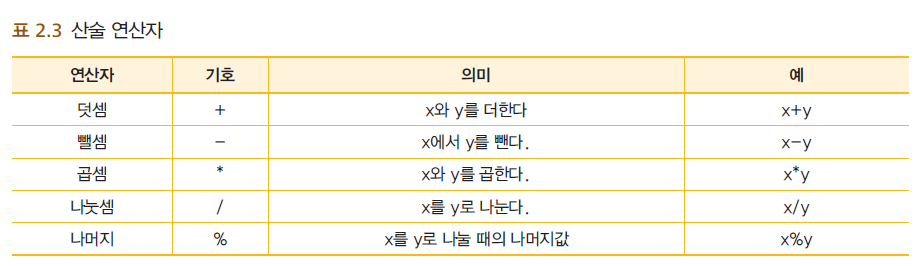 표 2.3 산술 연산자
연산자 기호 의미 예
덧셈 + x와 y를 더한다 x+y
뺄셈 − x에서 y를 뺀다. x−y
곱셈 * x와 y를 곱한다. x*y
나눗셈 / x를 y로 나눈다. x/y
나머지 % x를 y로 나눌 때의 나머지값 x%y